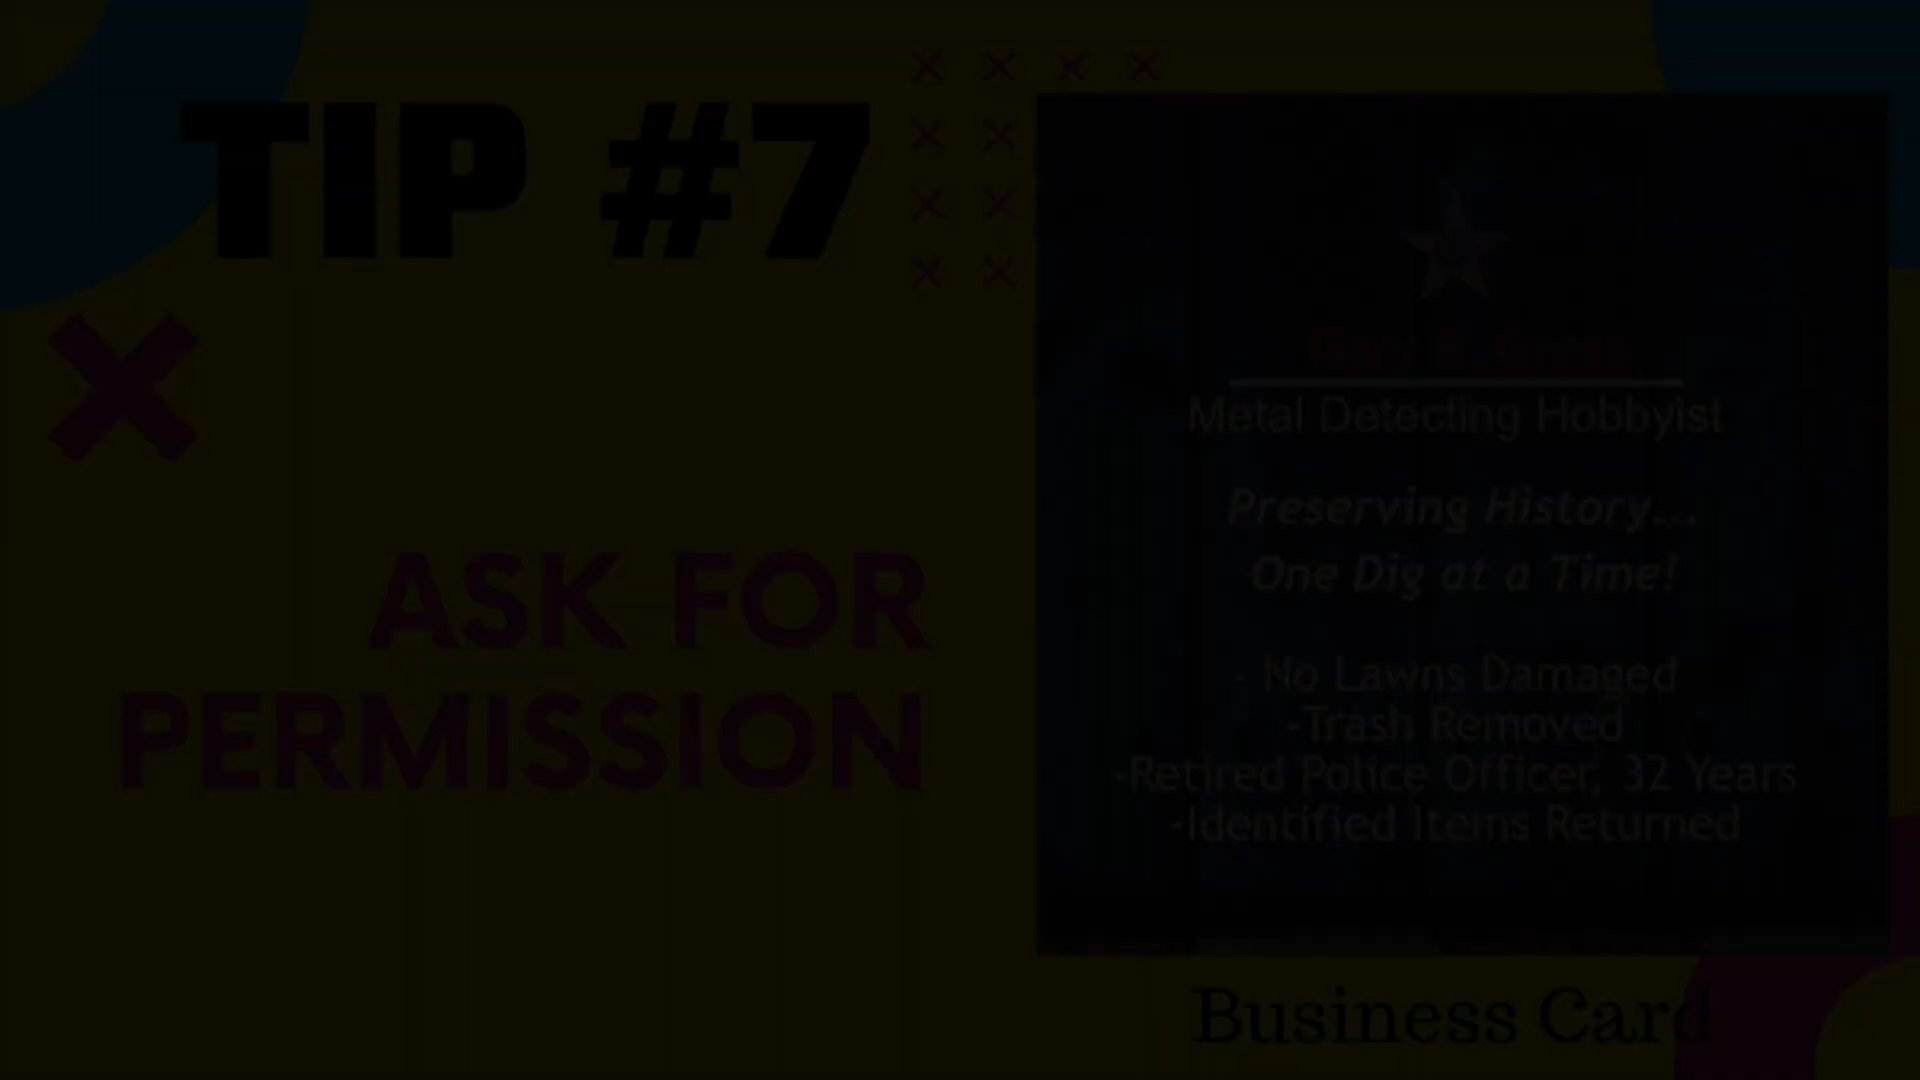 TIP #7
ASK FOR
PERMISSION
Metal Detecting Hobbyist
Preserving History...
One Dig at a Time!
- No Lawns Damaged
-Trash Removed
-Retired Police Officer, 32 Years
-Identified Items Returned
Business Card